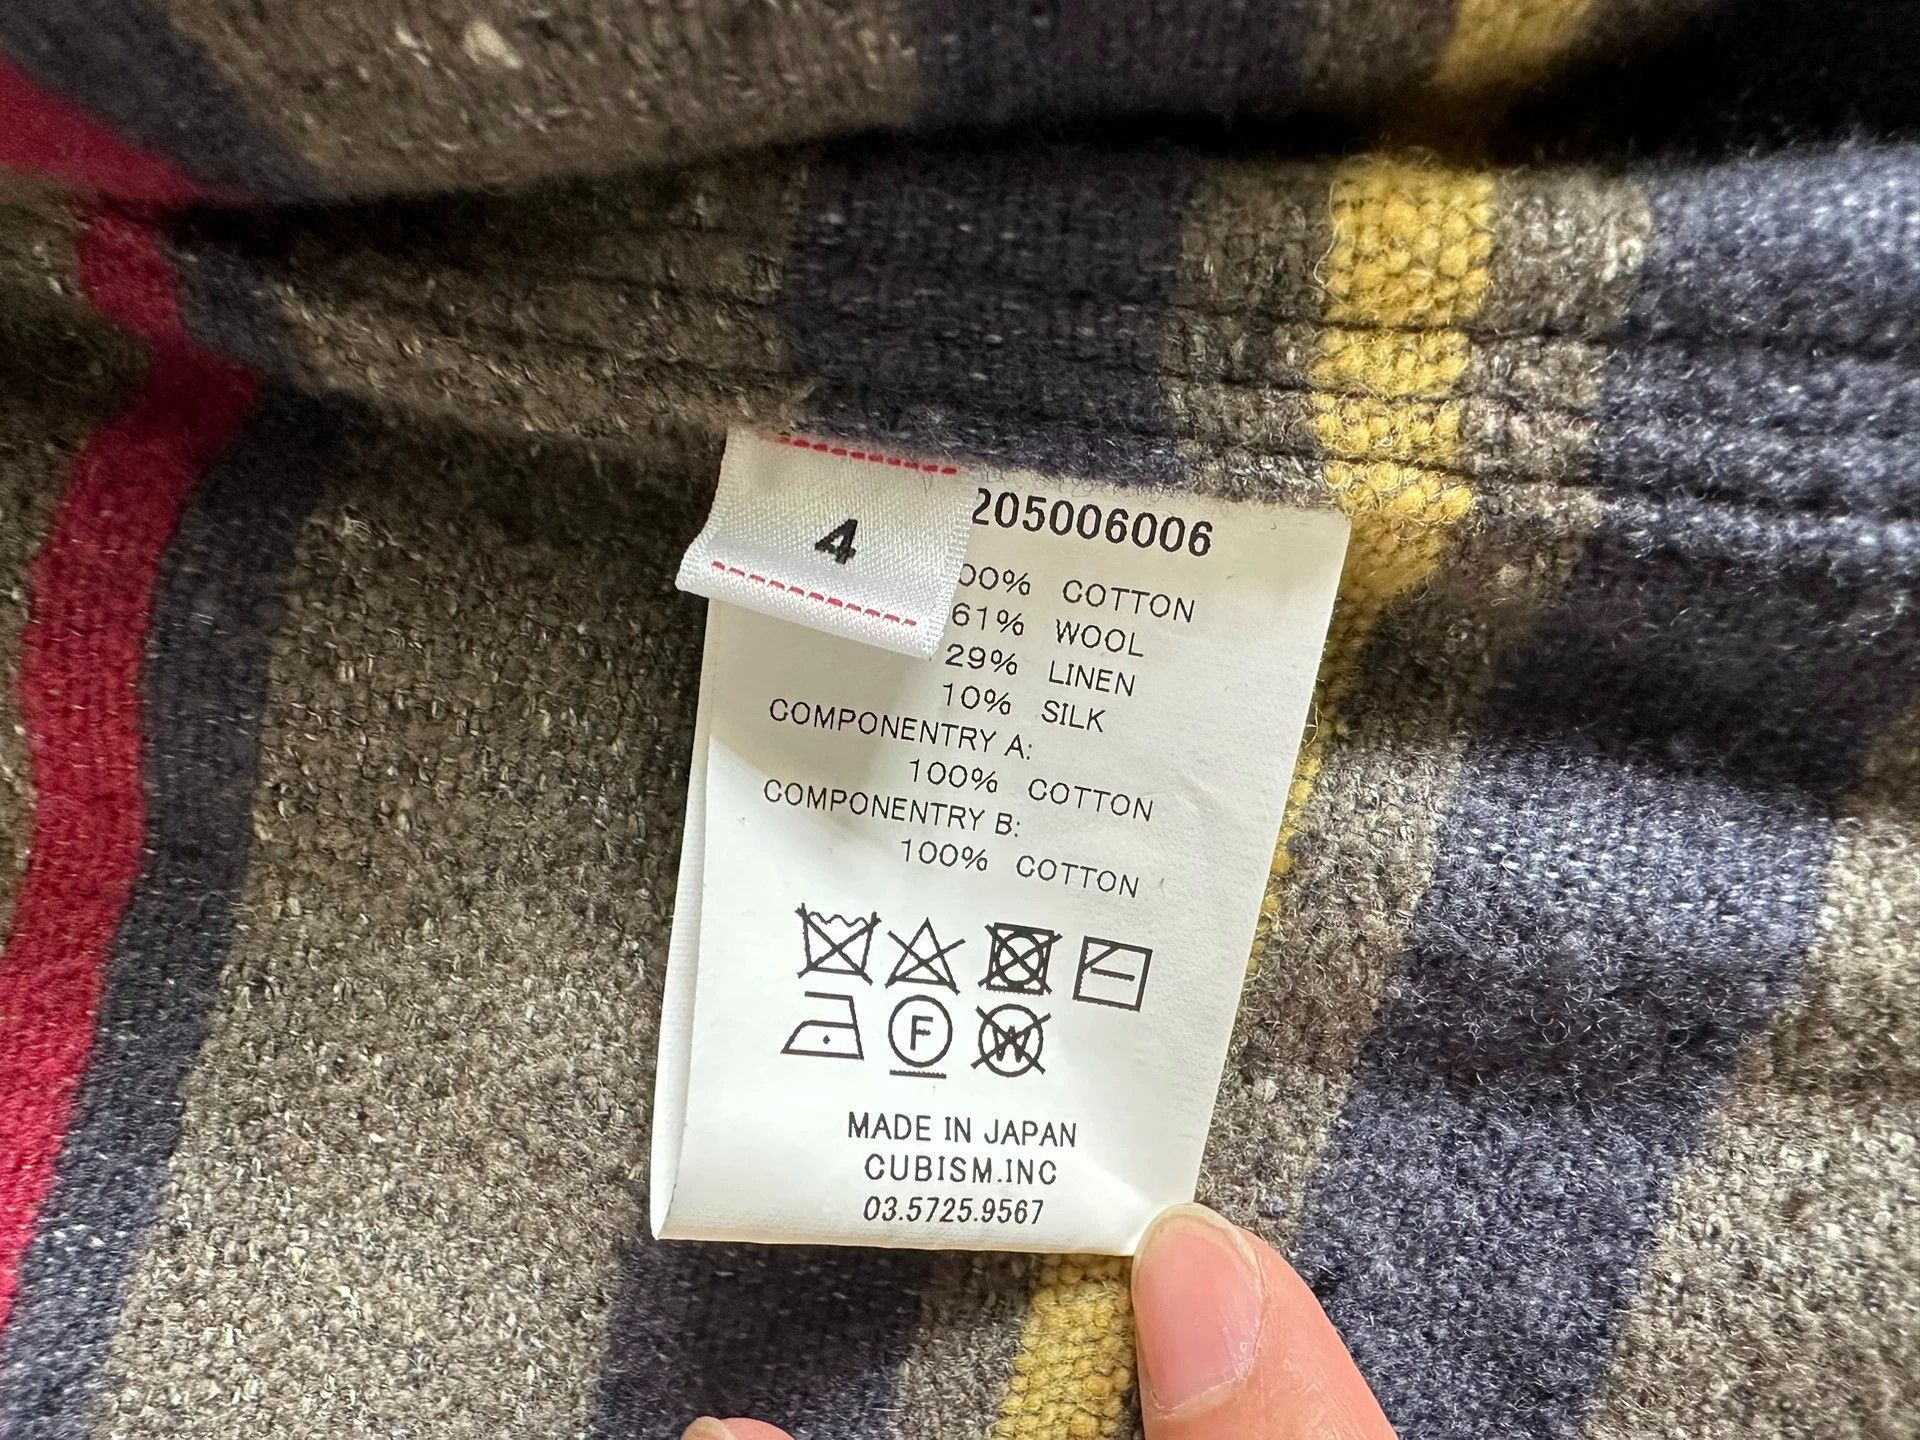 4
205006006
00% COTTON
61% WOOL
29% LINEN
10% SILK
COMPONENTRY A:
100% COTTON
COMPONENTRY B:
100% COTTON
F
W
MADE IN JAPAN
CUBISM.INC
03.5725.9567